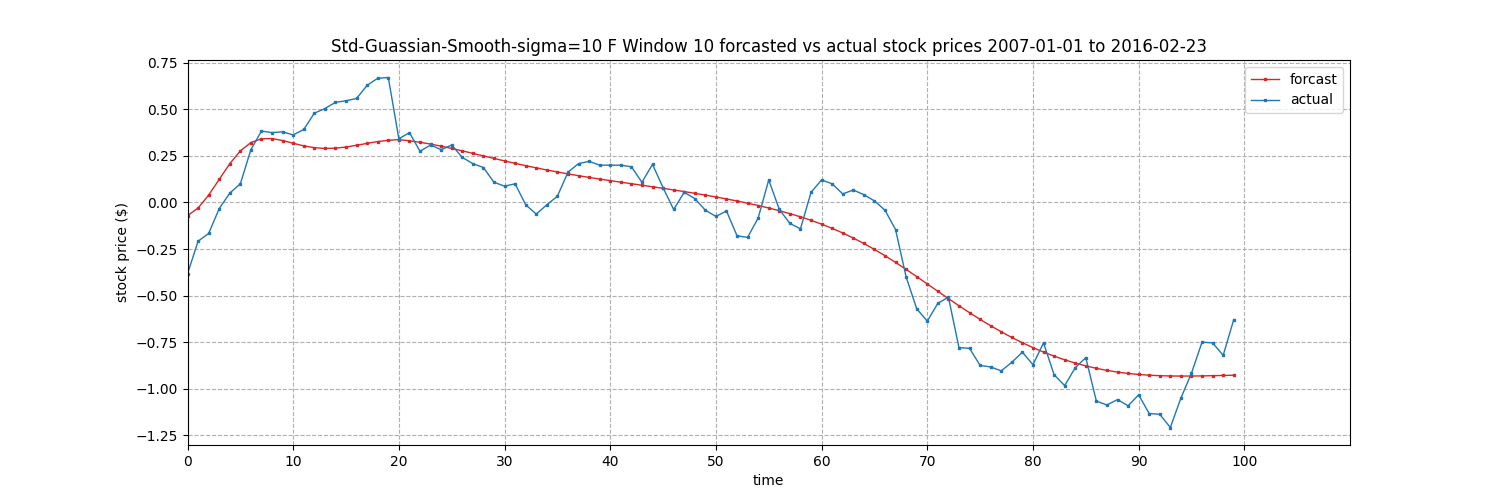 Std-Guassian-Smooth-sigma=10 F Window 10 forcasted vs actual stock prices 2007-01-01 to 2016-02-23
forcast
actual
stock price ($)
0.75
0.50
0.25
0.00
−0.25
−0.50
−0.75
−1.00
−1.25
0 10 20 30 40 50 60 70 80 90 100
time